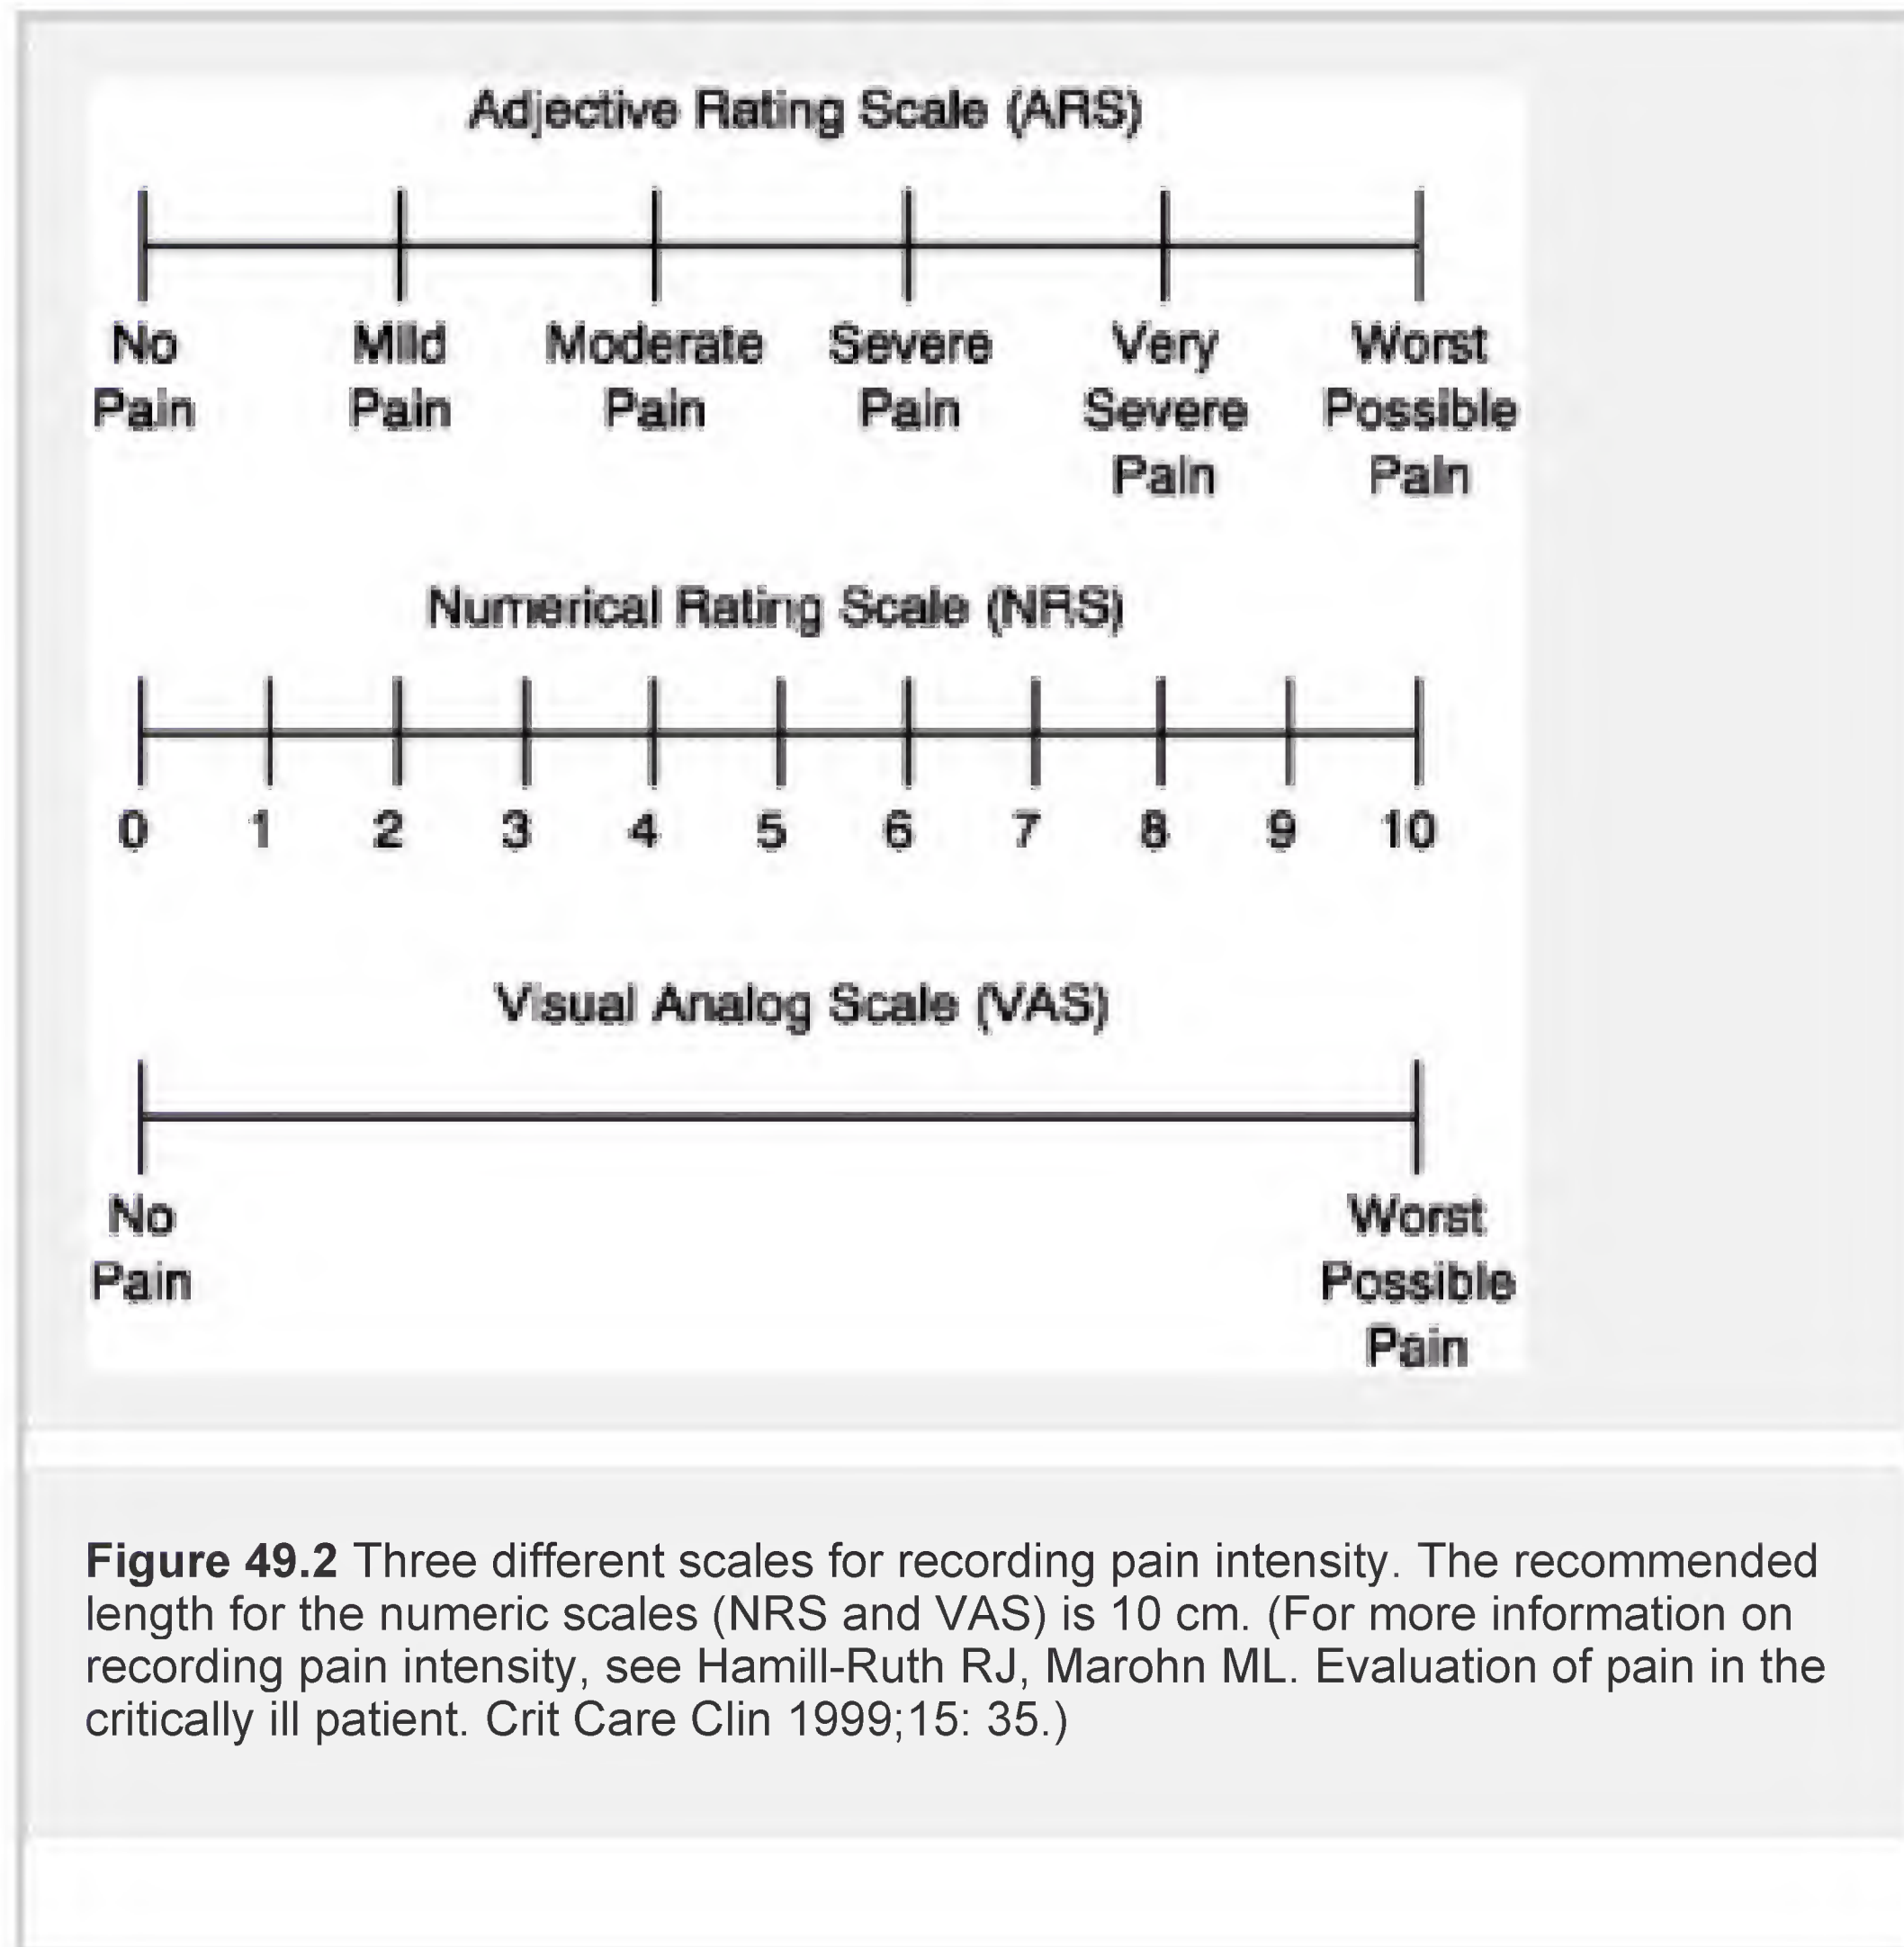 Adjective Rating Scale (ARS)
No Pain
Mild Pain
Moderate Pain
Severe Pain
Very Severe Pain
Worst Possible Pain
Numerical Rating Scale (NRS)
0 1 2 3 4 5 6 7 8 9 10
Visual Analog Scale (VAS)
No Pain
Worst Possible Pain
Figure 49.2 Three different scales for recording pain intensity. The recommended
length for the numeric scales (NRS and VAS) is 10 cm. (For more information on
recording pain intensity, see Hamill-Ruth RJ, Marohn ML. Evaluation of pain in the
critically ill patient. Crit Care Clin 1999;15: 35.)